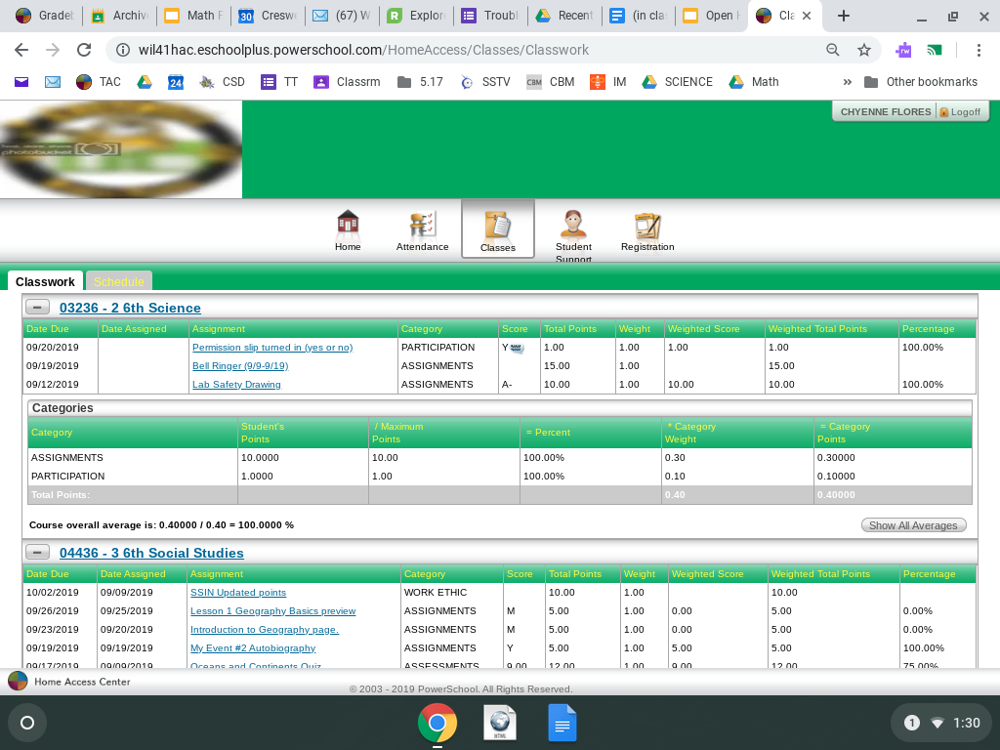 Gradeb Archiv Math F Creswe (67) W Explor Troubl Recent (in cla Open F Cla
wil41hac.eschoolplus.powerschool.com/HomeAccess/Classes/Classwork
TAC 24 CSD TT Classrm 5.17 SSTV CBM CBM IM SCIENCE Math » Other bookmarks
CHYENNE FLORES Logoff
photobucket
Home Attendance Classes Student Support Registration
Classwork Schedule
03236 - 2 6th Science
Date Due Date Assigned Assignment Category Score Total Points Weight Weighted Score Weighted Total Points Percentage
09/20/2019 Permission slip turned in (yes or no) PARTICIPATION Y 1.00 1.00 1.00 1.00 100.00%
09/19/2019 Bell Ringer (9/9-9/19) ASSIGNMENTS 15.00 1.00 15.00
09/12/2019 Lab Safety Drawing ASSIGNMENTS A- 10.00 1.00 10.00 10.00 100.00%
Categories
Category Student's Points / Maximum Points = Percent * Category Weight = Category Points
ASSIGNMENTS 10.0000 10.00 100.00% 0.30 0.30000
PARTICIPATION 1.0000 1.00 100.00% 0.10 0.10000
Total Points: 0.40 0.40000
Course overall average is: 0.40000 / 0.40 = 100.0000 % Show All Averages
04436 - 3 6th Social Studies
Date Due Date Assigned Assignment Category Score Total Points Weight Weighted Score Weighted Total Points Percentage
10/02/2019 09/09/2019 SSIN Updated points WORK ETHIC 10.00 1.00 10.00
09/26/2019 09/25/2019 Lesson 1 Geography Basics preview ASSIGNMENTS M 5.00 1.00 0.00 5.00 0.00%
09/23/2019 09/20/2019 Introduction to Geography page. ASSIGNMENTS M 5.00 1.00 0.00 5.00 0.00%
09/19/2019 09/19/2019 My Event #2 Autobiography ASSIGNMENTS Y 5.00 1.00 5.00 5.00 100.00%
09/17/2019 09/09/2019 Oceans and Continents Quiz ASSESSMENTS 9.00 12.00 1.00 9.00 12.00 75.00%
Home Access Center
© 2003 - 2019 PowerSchool. All Rights Reserved.
HTML
1 1:30